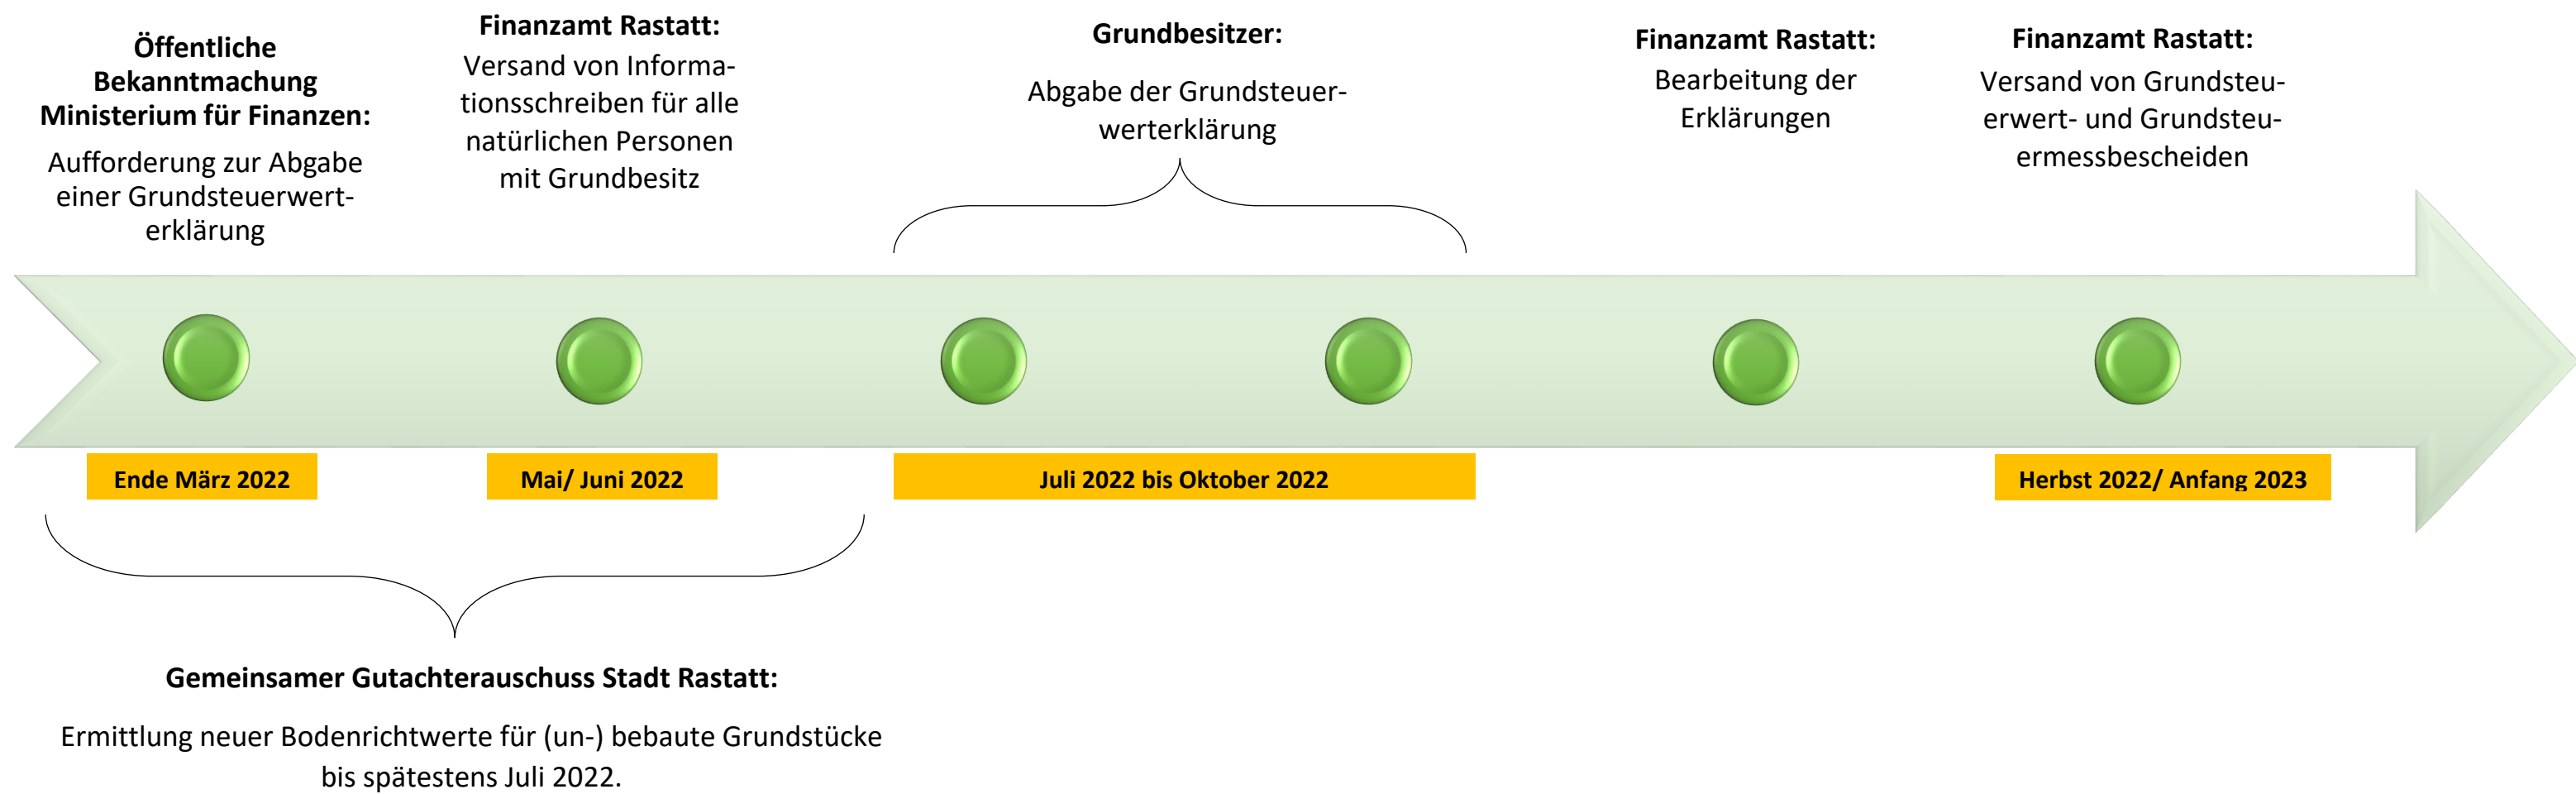 Öffentliche
Bekanntmachung
Ministerium für Finanzen:
Aufforderung zur Abgabe
einer Grundsteuerwert-
erklärung
Finanzamt Rastatt:
Versand von Informa-
tionsschreiben für alle
natürlichen Personen
mit Grundbesitz
Grundbesitzer:
Abgabe der Grundsteuer-
werterklärung
Finanzamt Rastatt:
Bearbeitung der
Erklärungen
Finanzamt Rastatt:
Versand von Grundsteu-
erwert- und Grundsteu-
ermessbescheiden
Ende März 2022
Mai/ Juni 2022
Juli 2022 bis Oktober 2022
Herbst 2022/ Anfang 2023
Gemeinsamer Gutachterauschuss Stadt Rastatt:
Ermittlung neuer Bodenrichtwerte für (un-) bebaute Grundstücke
bis spätestens Juli 2022.